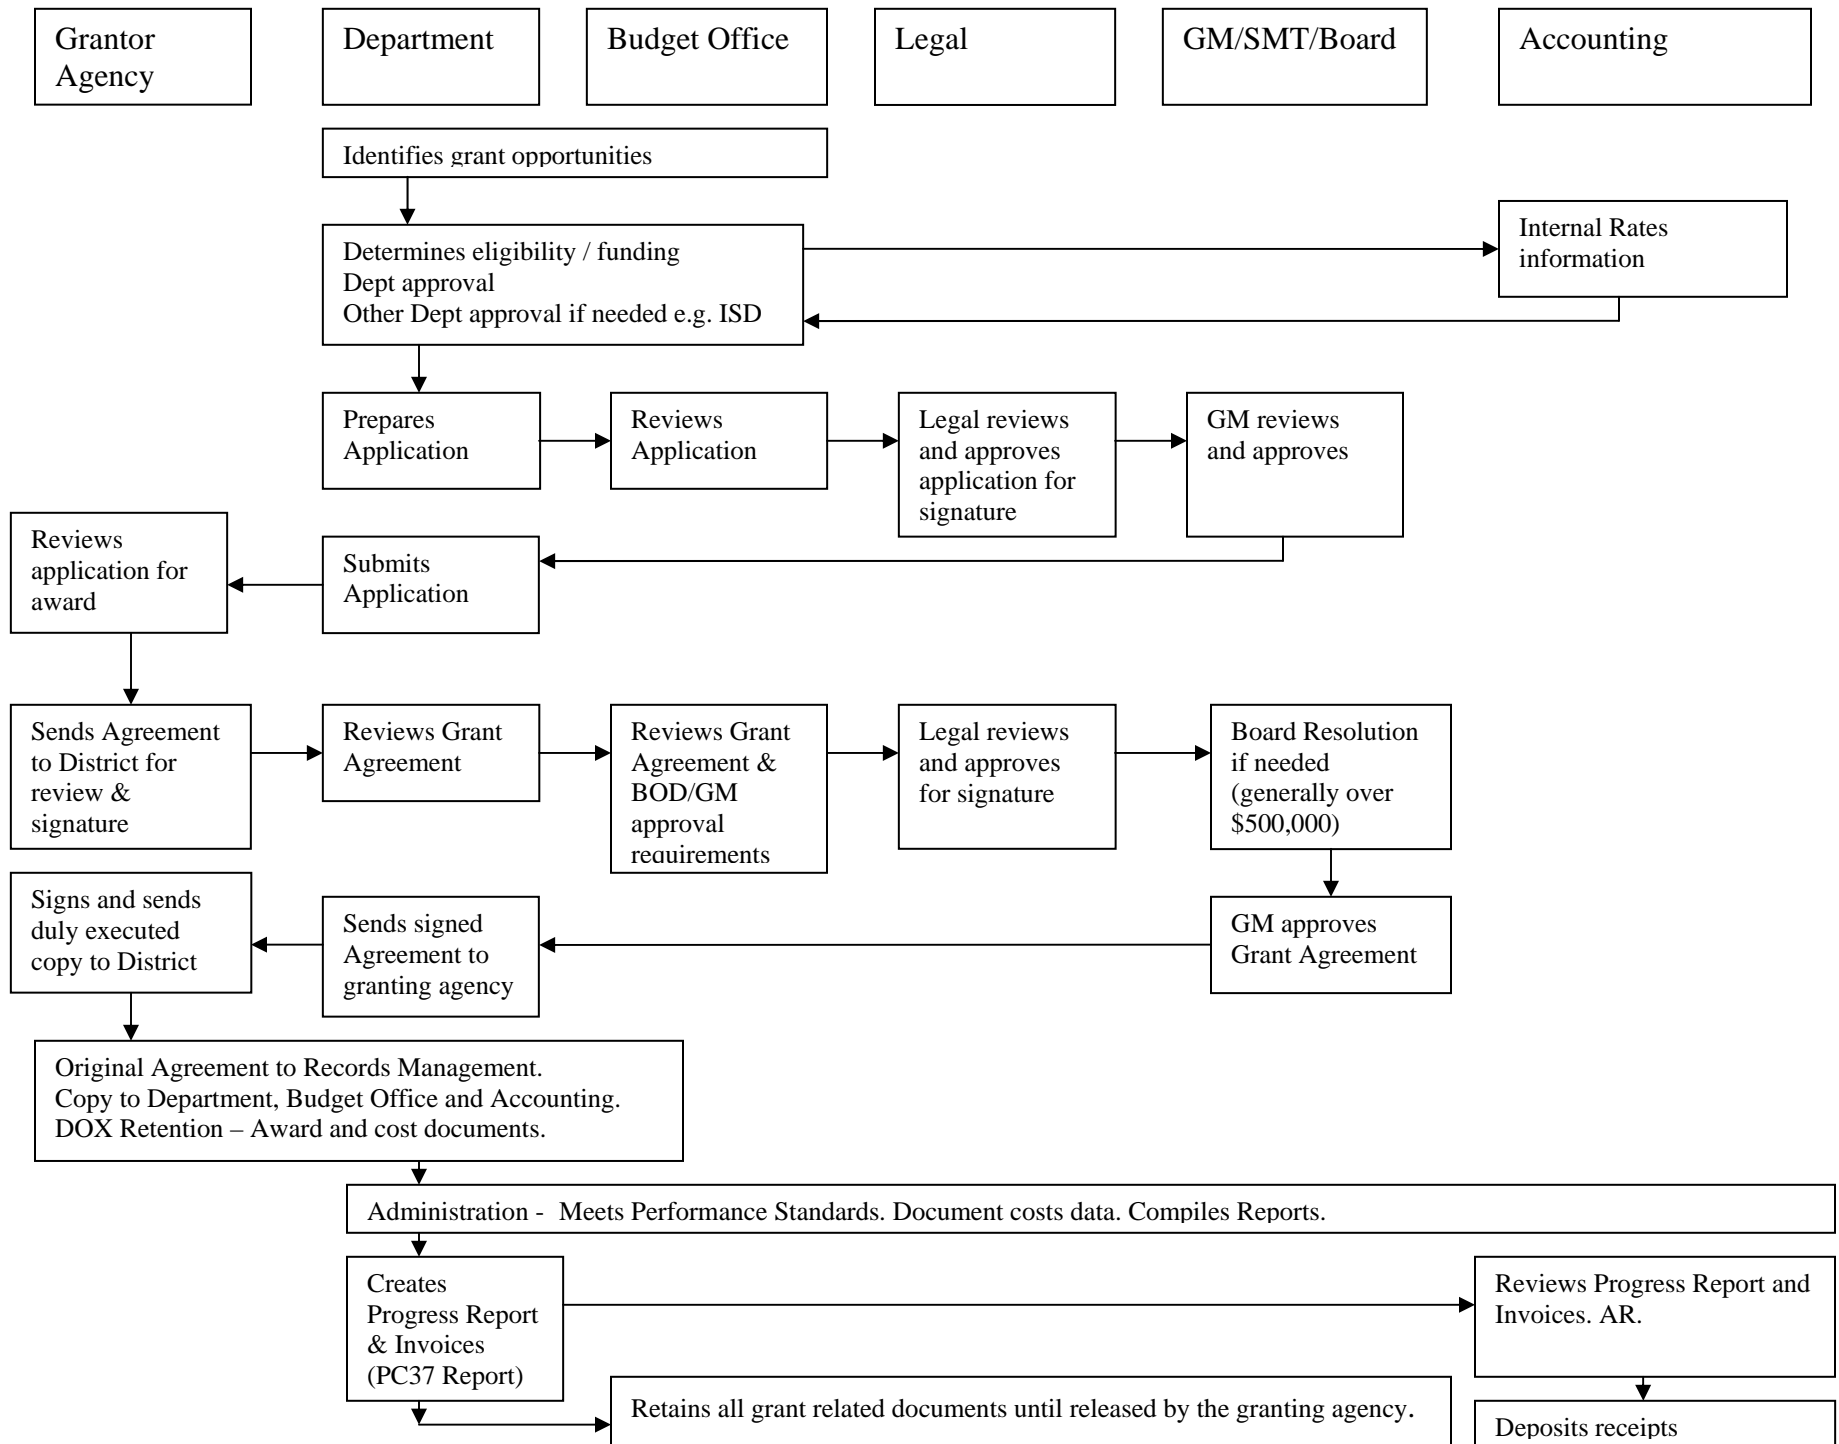 Grantor
Agency
Department
Budget Office
Legal
GM/SMT/Board
Accounting
Identifies grant opportunities
Determines eligibility / funding
Dept approval
Other Dept approval if needed e.g. ISD
Internal Rates
information
Prepares
Application
Reviews
Application
Legal reviews
and approves
application for
signature
GM reviews
and approves
Reviews
application for
award
Submits
Application
Sends Agreement
to District for
review &
signature
Reviews Grant
Agreement
Reviews Grant
Agreement &
BOD/GM
approval
requirements
Legal reviews
and approves
for signature
Board Resolution
if needed
(generally over
$500,000)
Signs and sends
duly executed
copy to District
Sends signed
Agreement to
granting agency
GM approves
Grant Agreement
Original Agreement to Records Management.
Copy to Department, Budget Office and Accounting.
DOX Retention – Award and cost documents.
Administration -  Meets Performance Standards. Document costs data. Compiles Reports.
Creates
Progress Report
& Invoices
(PC37 Report)
Reviews Progress Report and
Invoices. AR.
Retains all grant related documents until released by the granting agency.
Deposits receipts